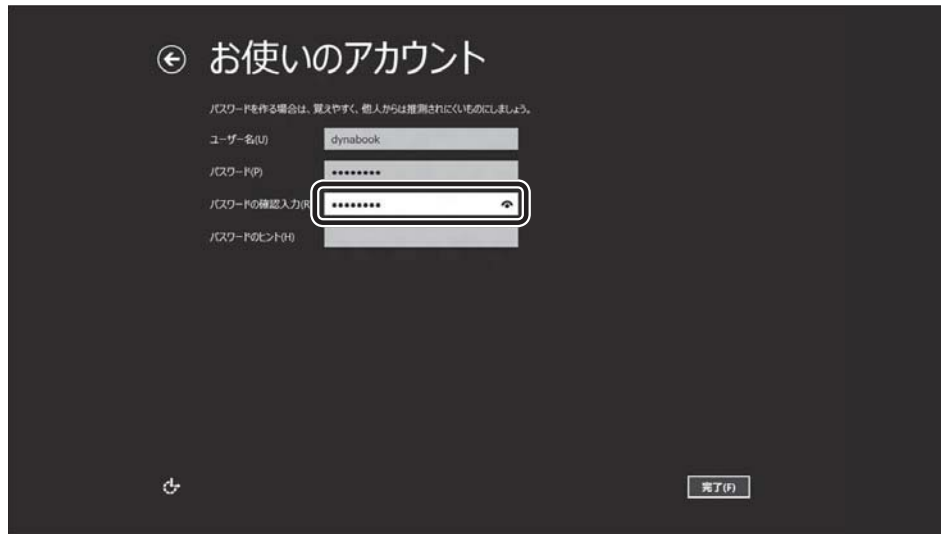 お使いのアカウント
パスワードを作る場合は、覚えやすく、他人からは推測されにくいものにしましょう。
ユーザー名(U) dynabook
パスワード(P) ••••••••
パスワードの確認入力(R ••••••••
パスワードのヒント(H)
完了(F)